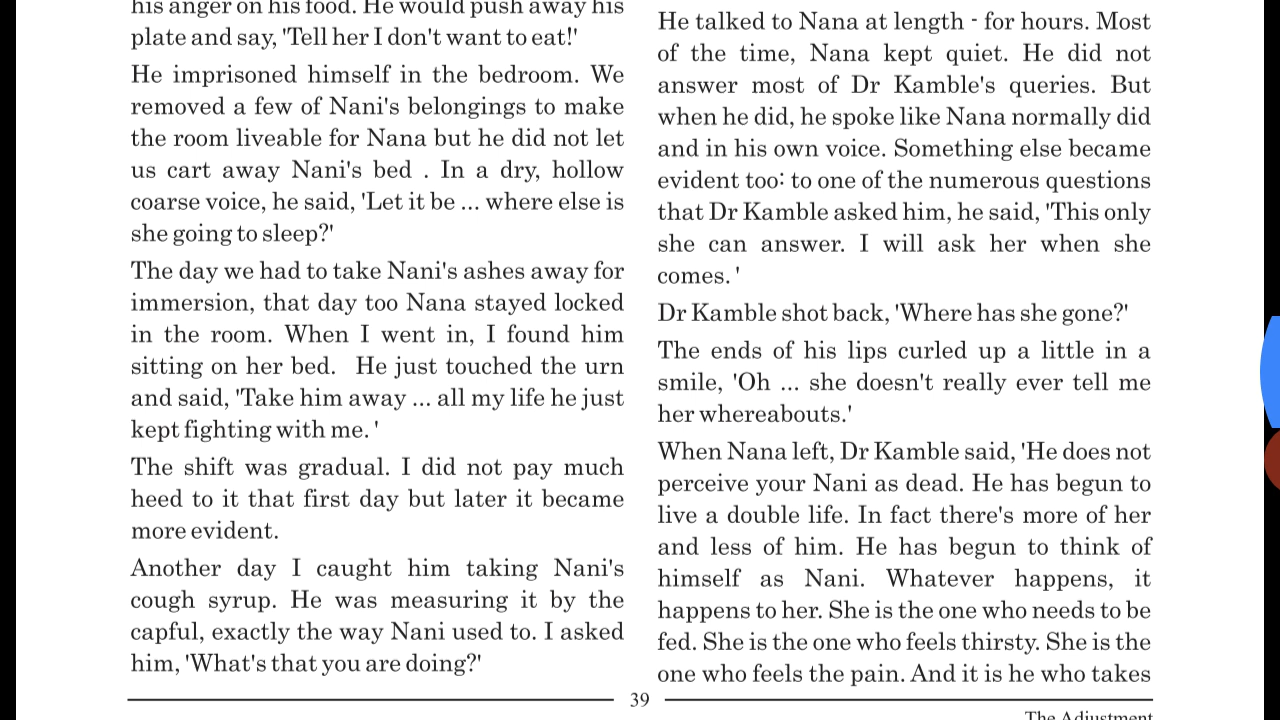 his anger on his food. He would push away his
plate and say, 'Tell her I don't want to eat!'
He imprisoned himself in the bedroom. We
removed a few of Nani's belongings to make
the room liveable for Nana but he did not let
us cart away Nani's bed . In a dry, hollow
coarse voice, he said, 'Let it be ... where else is
she going to sleep?'
The day we had to take Nani's ashes away for
immersion, that day too Nana stayed locked
in the room. When I went in, I found him
sitting on her bed. He just touched the urn
and said, 'Take him away ... all my life he just
kept fighting with me. '
The shift was gradual. I did not pay much
heed to it that first day but later it became
more evident.
Another day I caught him taking Nani's
cough syrup. He was measuring it by the
capful, exactly the way Nani used to. I asked
him, 'What's that you are doing?'
He talked to Nana at length - for hours. Most
of the time, Nana kept quiet. He did not
answer most of Dr Kamble's queries. But
when he did, he spoke like Nana normally did
and in his own voice. Something else became
evident too: to one of the numerous questions
that Dr Kamble asked him, he said, 'This only
she can answer. I will ask her when she
comes. '
Dr Kamble shot back, 'Where has she gone?'
The ends of his lips curled up a little in a
smile, 'Oh ... she doesn't really ever tell me
her whereabouts.'
When Nana left, Dr Kamble said, 'He does not
perceive your Nani as dead. He has begun to
live a double life. In fact there's more of her
and less of him. He has begun to think of
himself as Nani. Whatever happens, it
happens to her. She is the one who needs to be
fed. She is the one who feels thirsty. She is the
one who feels the pain. And it is he who takes
39
The Adjustment